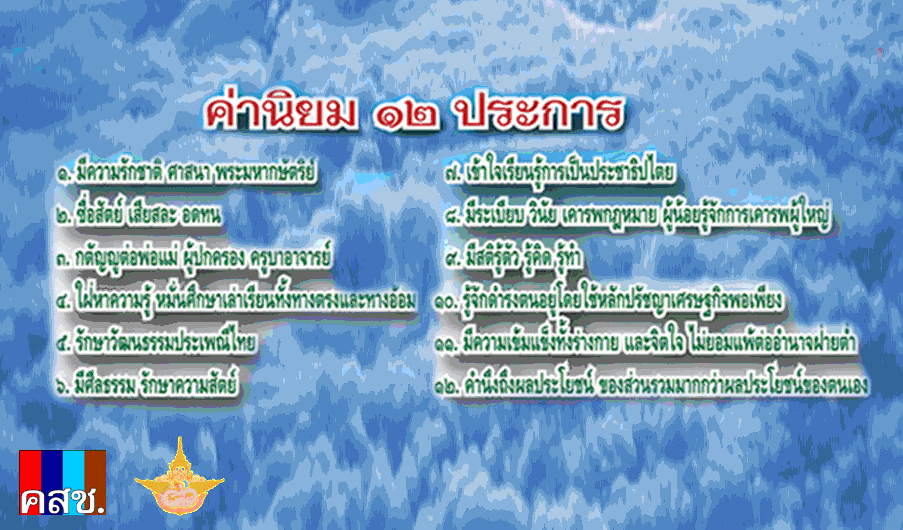 ค่านิยม ๑๒ ประการ
๑. มีความรักชาติ ศาสนา พระมหากษัตริย์
๒. ซื่อสัตย์ เสียสละ อดทน
๓. กตัญญูต่อพ่อแม่ ผู้ปกครอง ครูบาอาจารย์
๔. ใฝ่หาความรู้ หมั่นศึกษาเล่าเรียนทั้งทางตรงและทางอ้อม
๕. รักษาวัฒนธรรมประเพณีไทย
๖. มีศีลธรรม รักษาความสัตย์
๗. เข้าใจเรียนรู้การเป็นประชาธิปไตย
๘. มีระเบียบ วินัย เคารพกฎหมาย ผู้น้อยรู้จักการเคารพผู้ใหญ่
๙. มีสติรู้ตัว รู้คิด รู้ทำ
๑๐. รู้จักดำรงตนอยู่โดยใช้หลักปรัชญาเศรษฐกิจพอเพียง
๑๑. มีความเข้มแข็งทั้งร่างกาย และจิตใจ ไม่ยอมแพ้ต่ออำนาจฝ่ายต่ำ
๑๒. คำนึงถึงผลประโยชน์ ของส่วนรวมมากกว่าผลประโยชน์ของตนเอง
คสช.